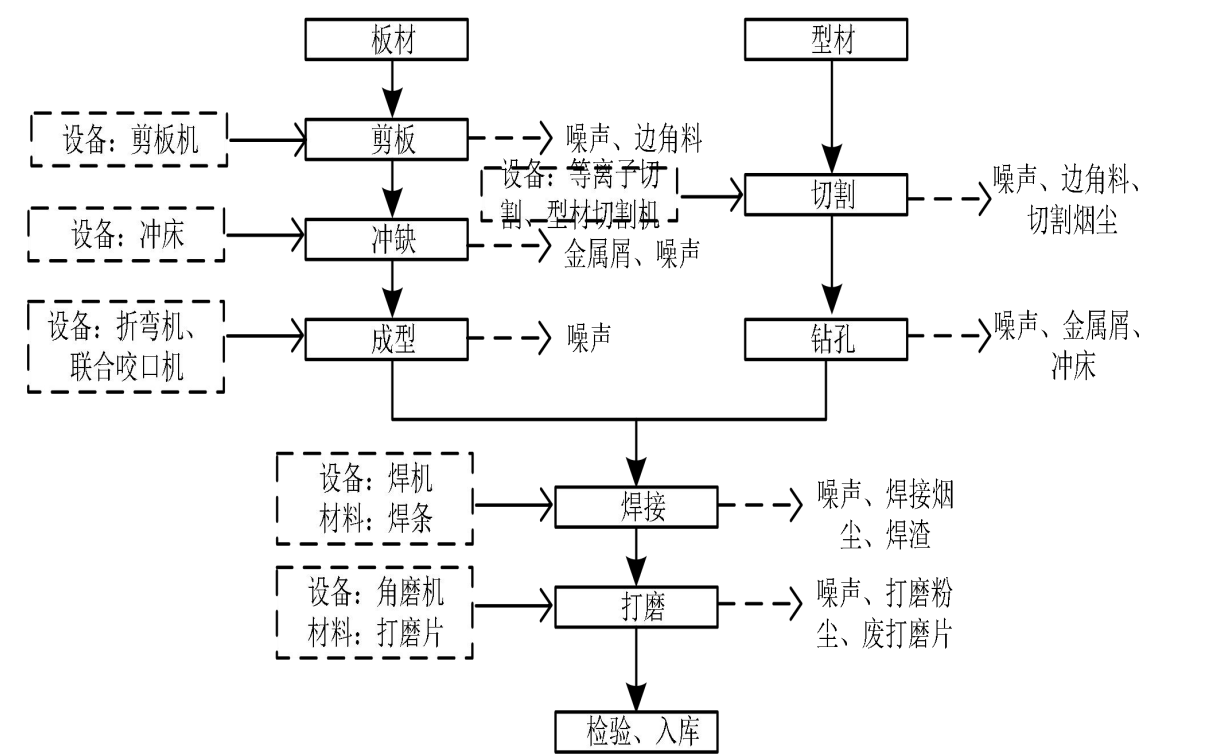 板材
型材
设备：剪板机
剪板
噪声、边角料
设备：等离子切
割、型材切割机
切割
噪声、边角料、
切割烟尘
设备：冲床
冲缺
金属屑、噪声
设备：折弯机、
联合咬口机
成型
噪声
钻孔
噪声、金属屑、
冲床
设备：焊机
材料：焊条
焊接
噪声、焊接烟
尘、焊渣
设备：角磨机
材料：打磨片
打磨
噪声、打磨粉
尘、废打磨片
检验、入库